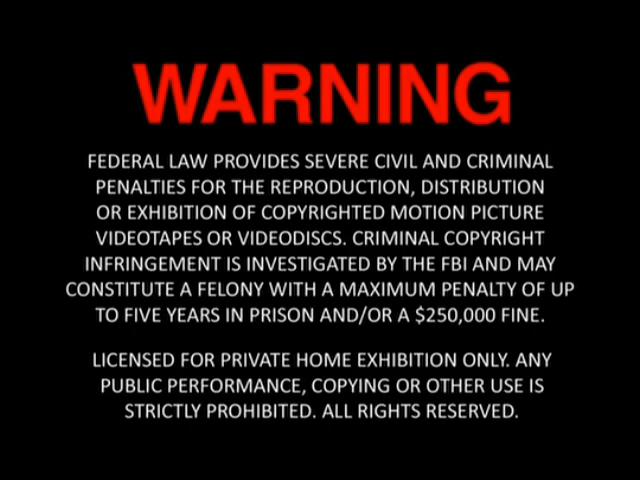 WARNING
FEDERAL LAW PROVIDES SEVERE CIVIL AND CRIMINAL
PENALTIES FOR THE REPRODUCTION, DISTRIBUTION
OR EXHIBITION OF COPYRIGHTED MOTION PICTURE
VIDEOTAPES OR VIDEODISCS. CRIMINAL COPYRIGHT
INFRINGEMENT IS INVESTIGATED BY THE FBI AND MAY
CONSTITUTE A FELONY WITH A MAXIMUM PENALTY OF UP
TO FIVE YEARS IN PRISON AND/OR A $250,000 FINE.
LICENSED FOR PRIVATE HOME EXHIBITION ONLY. ANY
PUBLIC PERFORMANCE, COPYING OR OTHER USE IS
STRICTLY PROHIBITED. ALL RIGHTS RESERVED.